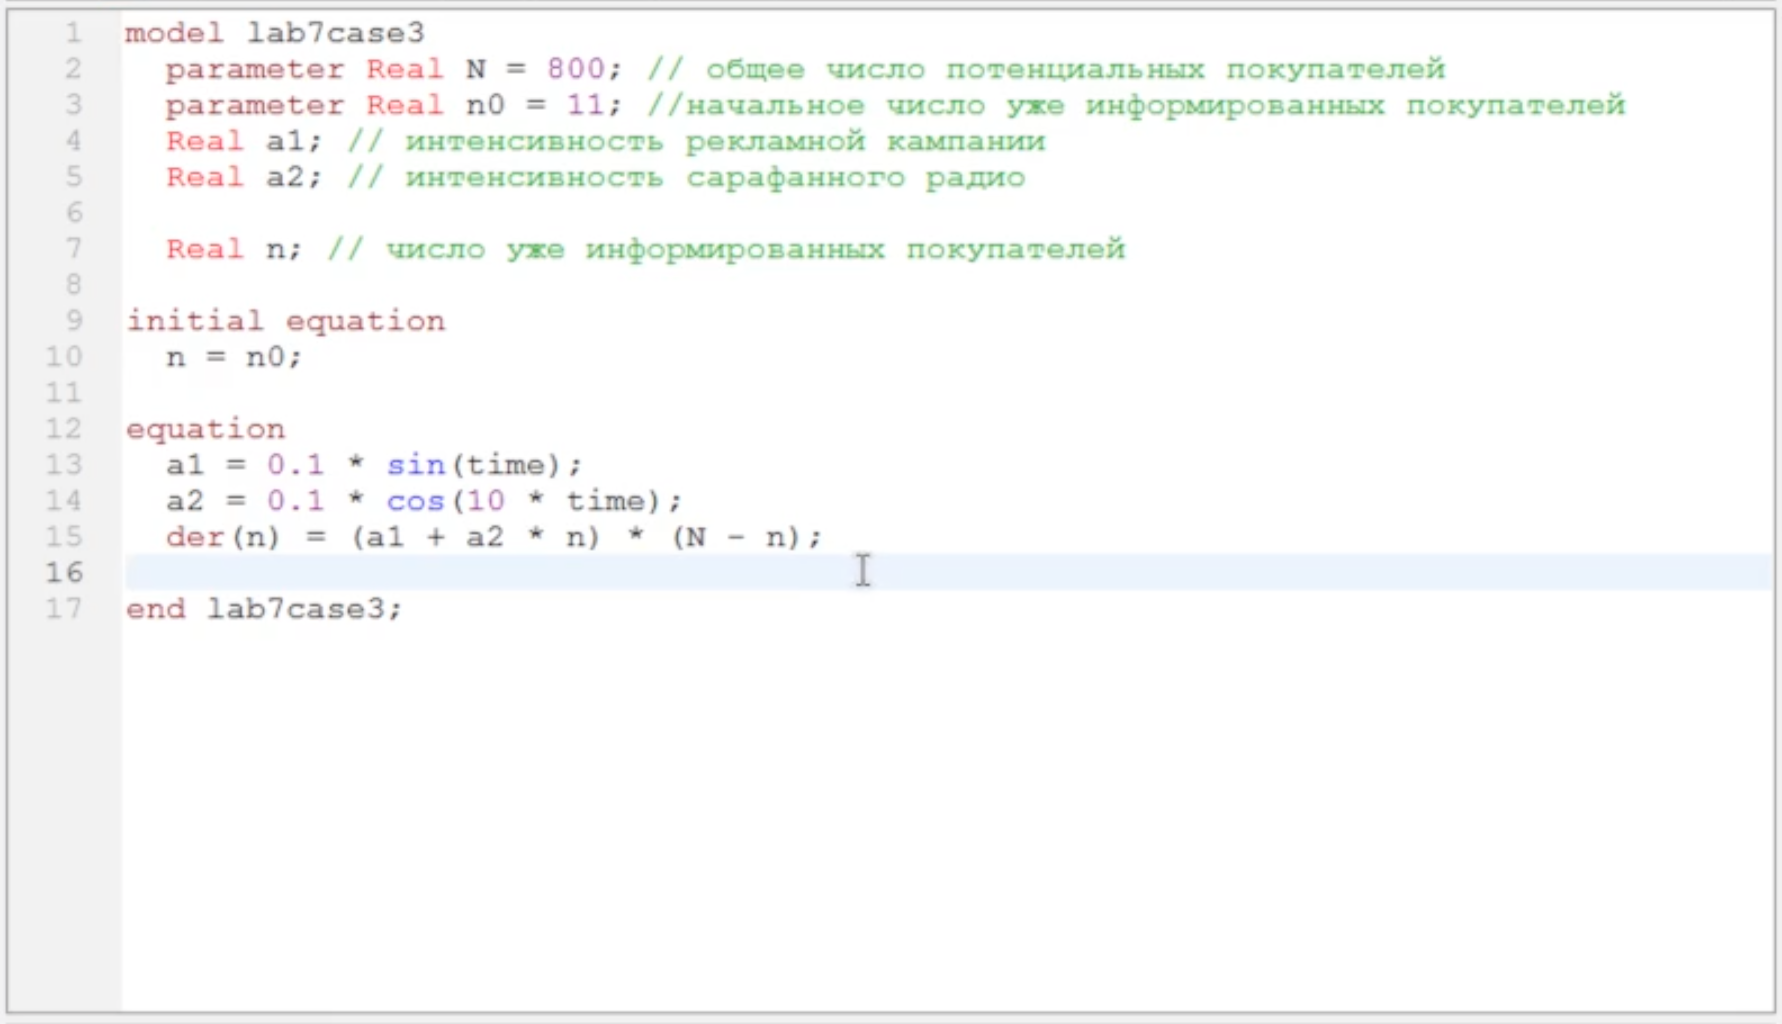 1 model lab7case3
2   parameter Real N = 800; // общее число потенциальных покупателей
3   parameter Real n0 = 11; //начальное число уже информированных покупателей
4   Real a1; // интенсивность рекламной кампании
5   Real a2; // интенсивность сарафанного радио
6
7   Real n; // число уже информированных покупателей
8
9 initial equation
10   n = n0;
11
12 equation
13   a1 = 0.1 * sin(time);
14   a2 = 0.1 * cos(10 * time);
15   der(n) = (a1 + a2 * n) * (N - n);
16
17 end lab7case3;